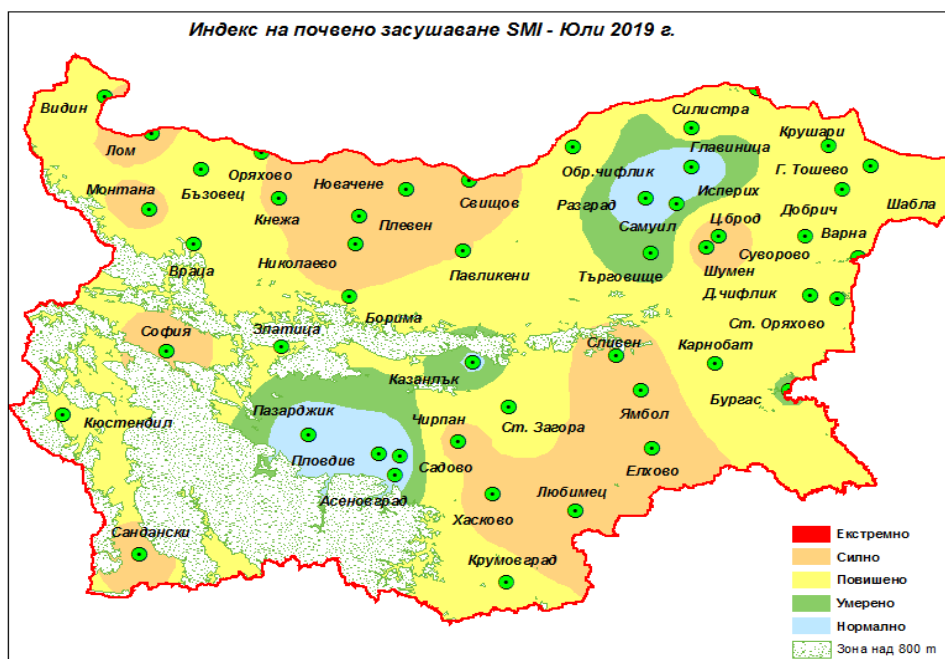 Индекс на почвено засушаване SMI - Юли 2019 г.
Видин
Силистра
Лом
Крушари
Главиница
Оряхово
Обр.чифлик
Г. Тошево
Бъзовец
Монтана
Новачене
Свищов
Исперих
Разград
Добрич
Шабла
Кнежа
Плевен
Самуил
Ц.брод
Варна
Николаево
Суворово
Враца
Павликени
Търговище
Шумен
Д.чифлик
Борима
Ст. Оряхово
София
Златица
Сливен
Карнобат
Казанлък
Бургас
Пазарджик
Чирпан
Ямбол
Кюстендил
Ст. Загора
Пловдив
Садово
Елхово
Асеновград
Любимец
Хасково
Сандански
Крумовград
Екстремно
Силно
Повишено
Умерено
Нормално
Зона над 800 m